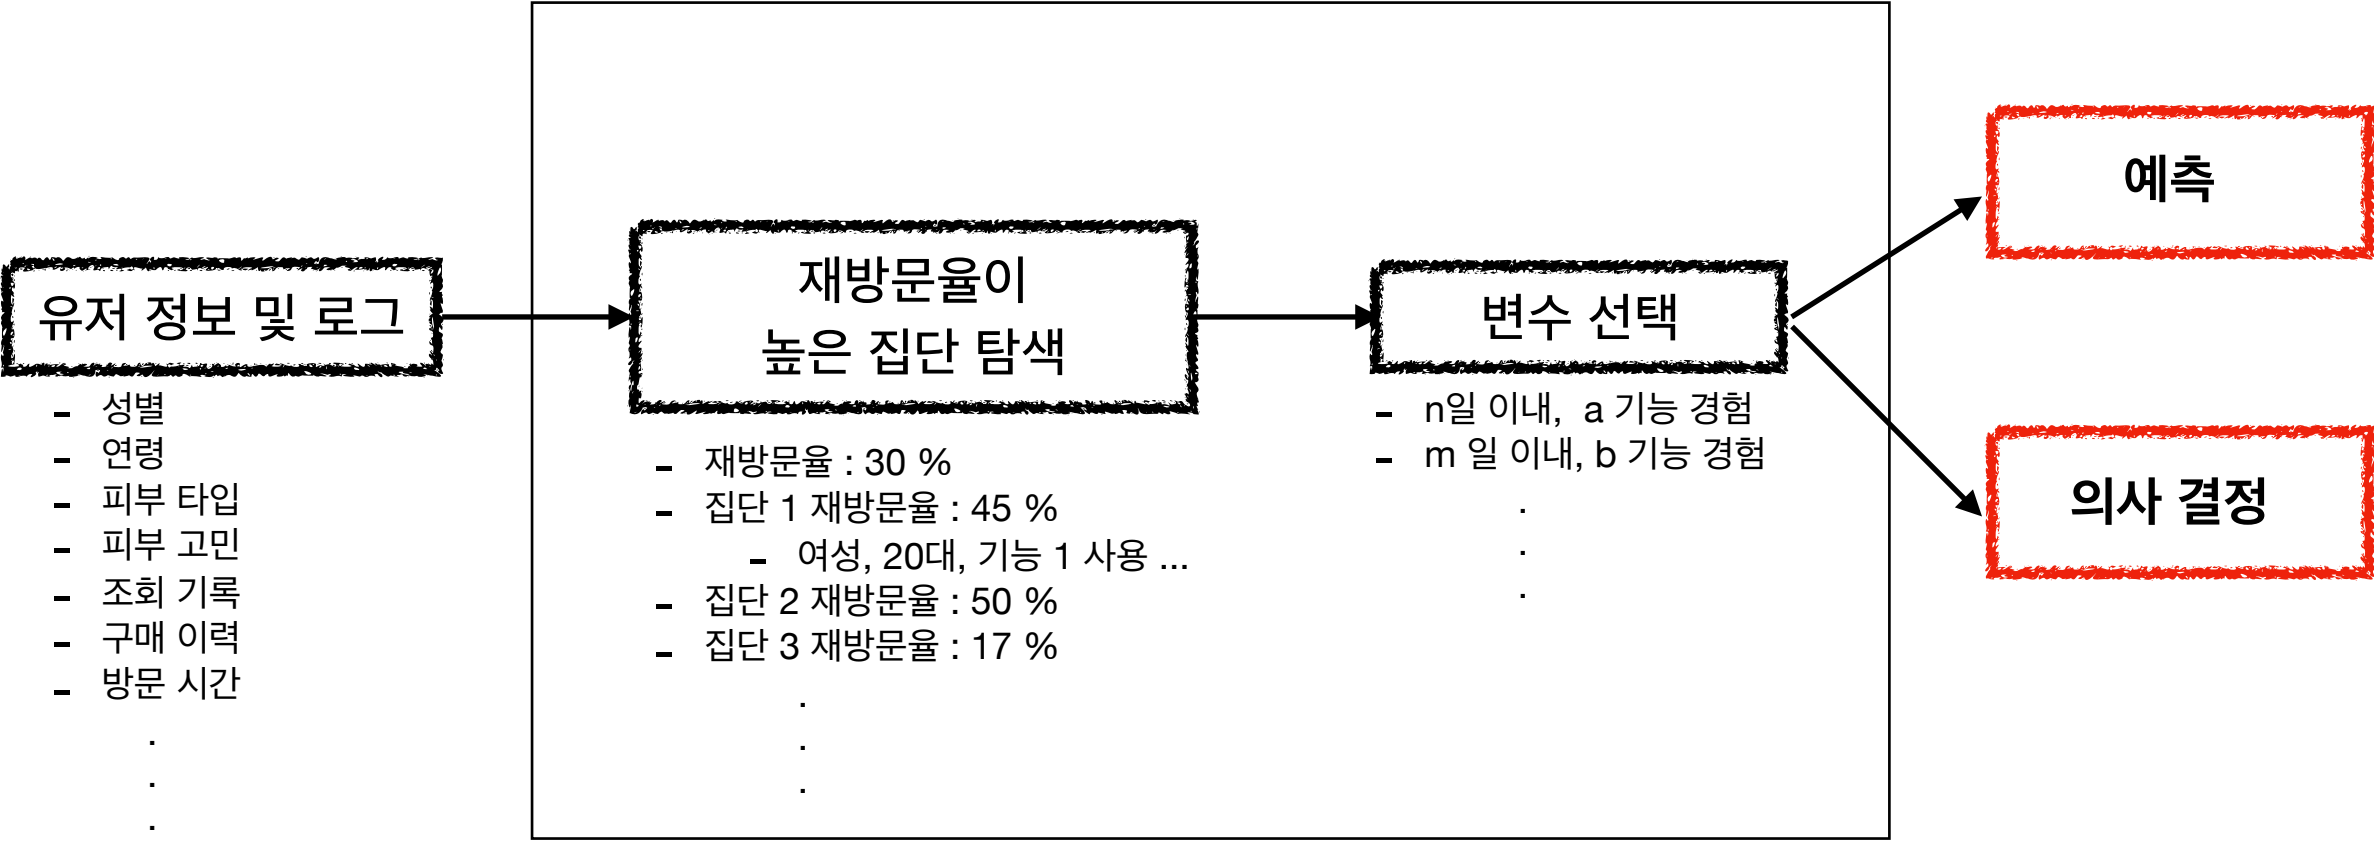 유저 정보 및 로그
- 성별
- 연령
- 피부 타입
- 피부 고민
- 조회 기록
- 구매 이력
- 방문 시간
.
.
.
재방문율이
높은 집단 탐색
- 재방문율 : 30 %
- 집단 1 재방문율 : 45 %
- 여성, 20대, 기능 1 사용 ...
- 집단 2 재방문율 : 50 %
- 집단 3 재방문율 : 17 %
.
.
.
변수 선택
- n일 이내, a 기능 경험
- m 일 이내, b 기능 경험
.
.
.
예측
의사 결정